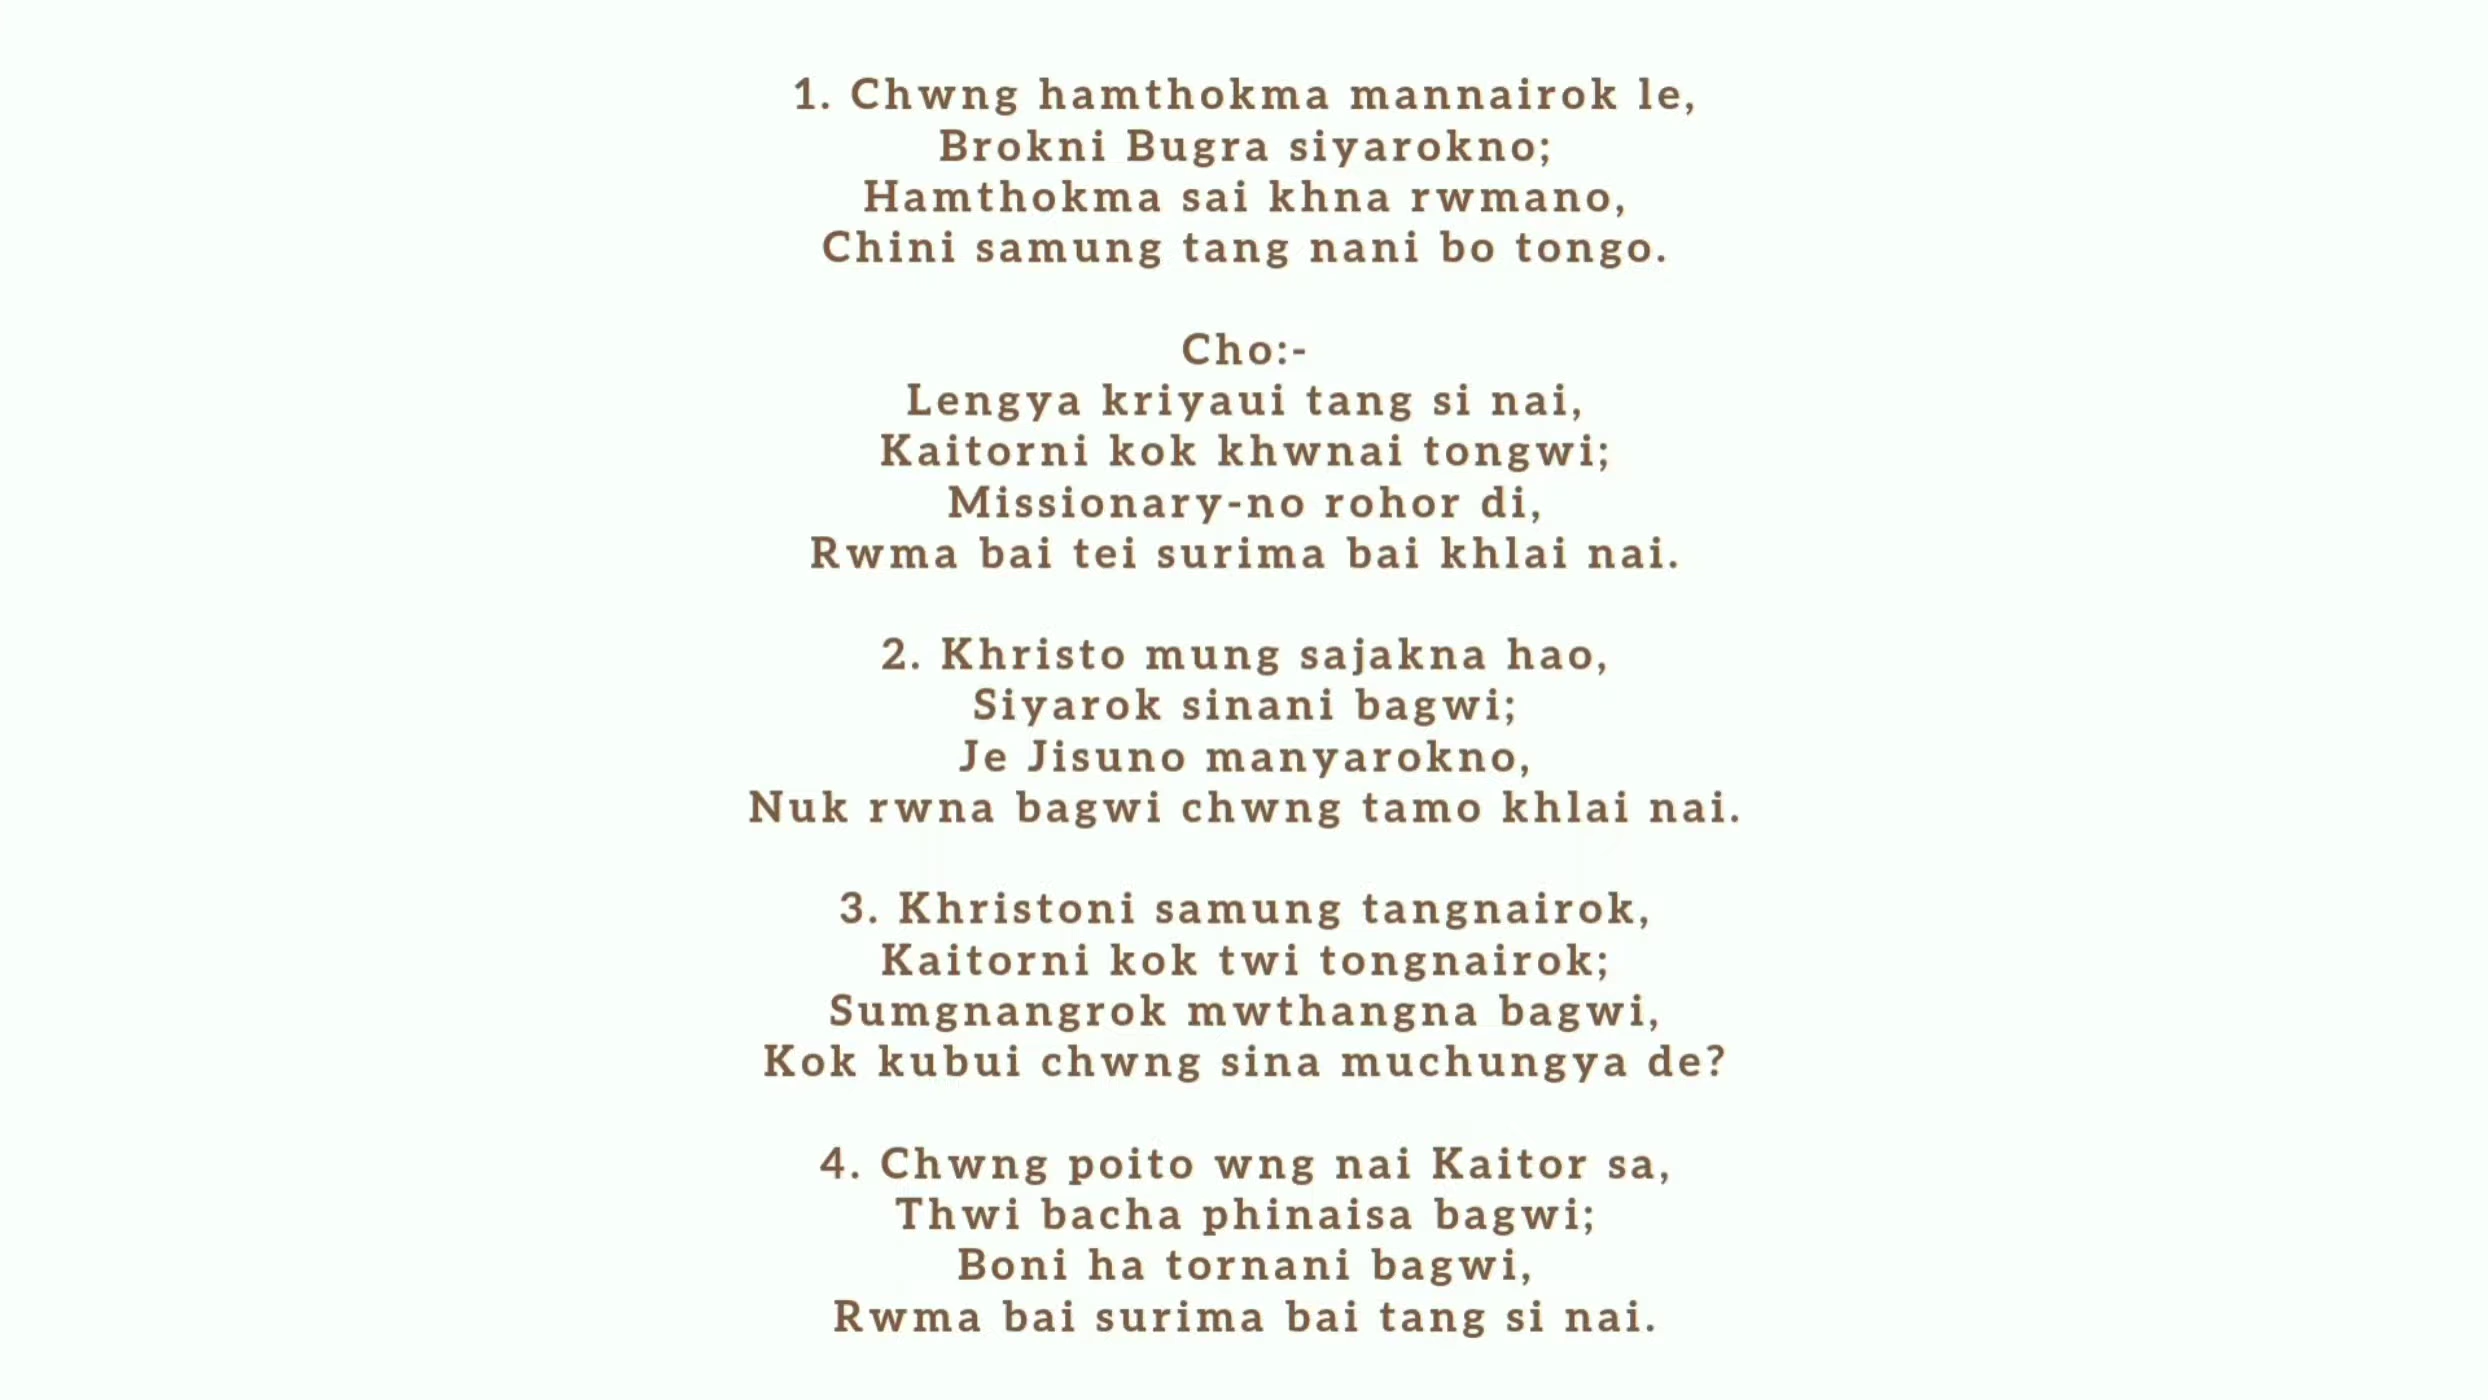 1. Chwng hamthokma mannairok le,
Brokni Bugra siyarokno;
Hamthokma sai khna rwmano,
Chini samung tang nani bo tongo.
Cho:-
Lengya kriyaui tang si nai,
Kaitorni kok khwnai tongwi;
Missionary-no rohor di,
Rwma bai tei surima bai khlai nai.
2. Khristo mung sajakna hao,
Siyarok sinani bagwi;
Je Jisuno manyarokno,
Nuk rwna bagwi chwng tamo khlai nai.
3. Khristoni samung tangnairok,
Kaitorni kok twi tongnairok;
Sumgnangrok mwthangna bagwi,
Kok kubui chwng sina muchungya de?
4. Chwng poito wng nai Kaitor sa,
Thwi bacha phinaisa bagwi;
Boni ha tornani bagwi,
Rwma bai surima bai tang si nai.